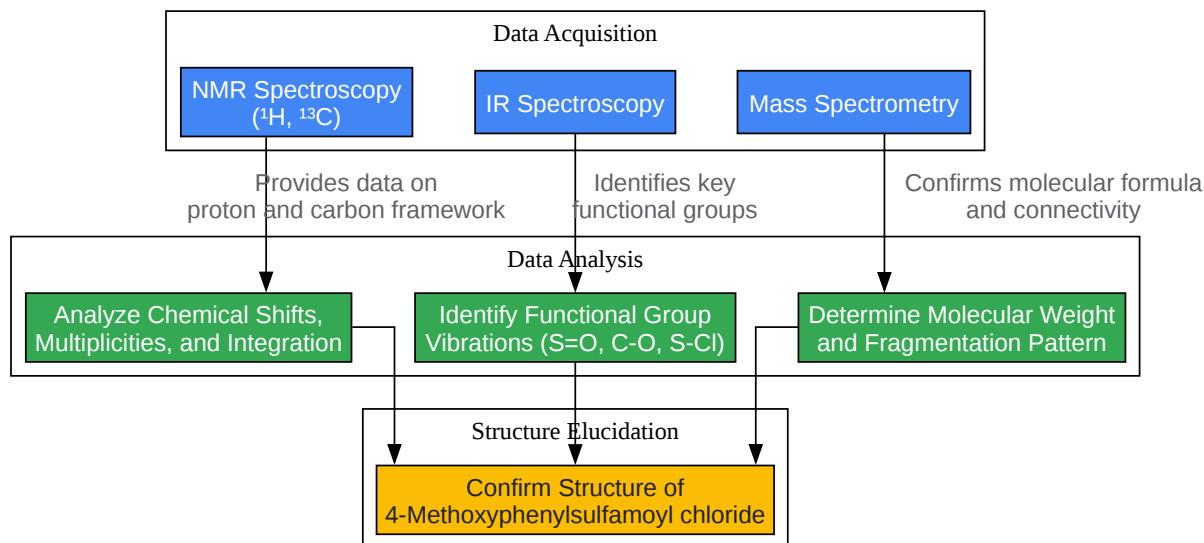 Data Acquisition
NMR Spectroscopy
(¹H, ¹³C)
IR Spectroscopy
Mass Spectrometry
Provides data on
proton and carbon framework
Identifies key
functional groups
Confirms molecular formula
and connectivity
Data Analysis
Analyze Chemical Shifts,
Multiplicities, and Integration
Identify Functional Group
Vibrations (S=O, C-O, S-Cl)
Determine Molecular Weight
and Fragmentation Pattern
Structure Elucidation
Confirm Structure of
4-Methoxyphenylsulfamoyl chloride